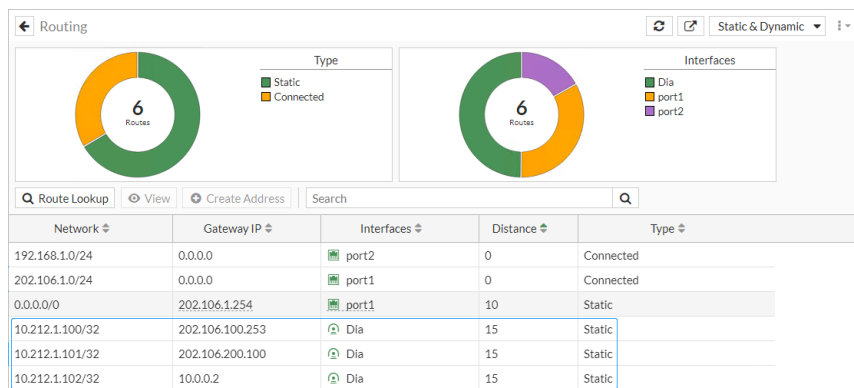 Routing
Static & Dynamic
Type
6
Routes
Static
Connected
Interfaces
6
Routes
Dia
port1
port2
Route Lookup View Create Address Search
Network Gateway IP Interfaces Distance Type
192.168.1.0/24 0.0.0.0 port2 0 Connected
202.106.1.0/24 0.0.0.0 port1 0 Connected
0.0.0.0/0 202.106.1.254 port1 10 Static
10.212.1.100/32 202.106.100.253 Dia 15 Static
10.212.1.101/32 202.106.200.100 Dia 15 Static
10.212.1.102/32 10.0.0.2 Dia 15 Static